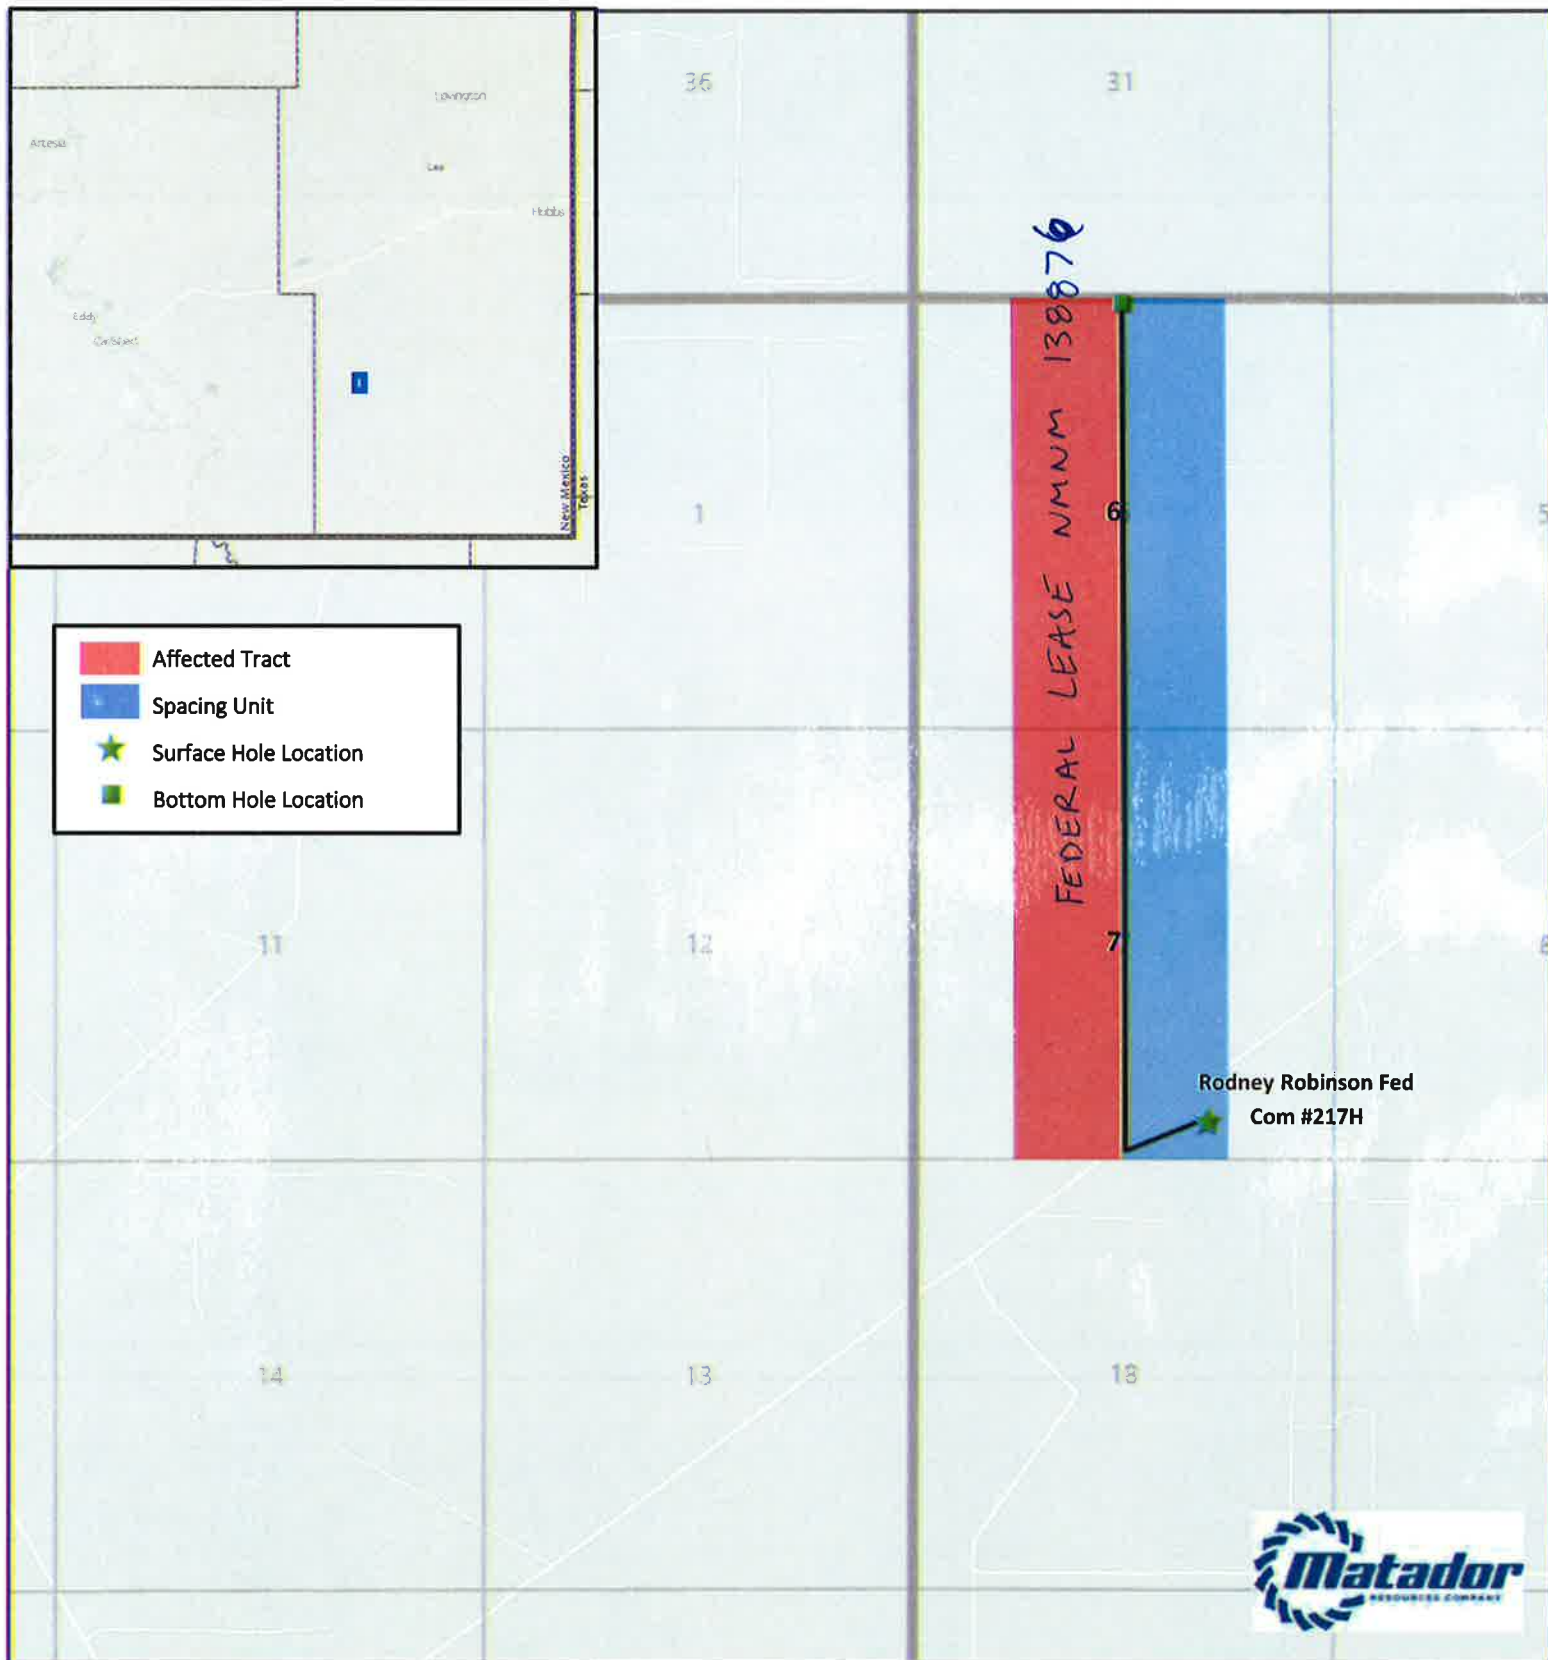 Lovington
Artesia
Lea
Hobbs
Eddy
Carlsbad
New Mexico
Texas
36
31
1
6
5
Affected Tract
Spacing Unit
Surface Hole Location
Bottom Hole Location
FEDERAL LEASE NMNM 138876
11
12
7
8
Rodney Robinson Fed
Com #217H
14
13
18
Matador
RESOURCES COMPANY